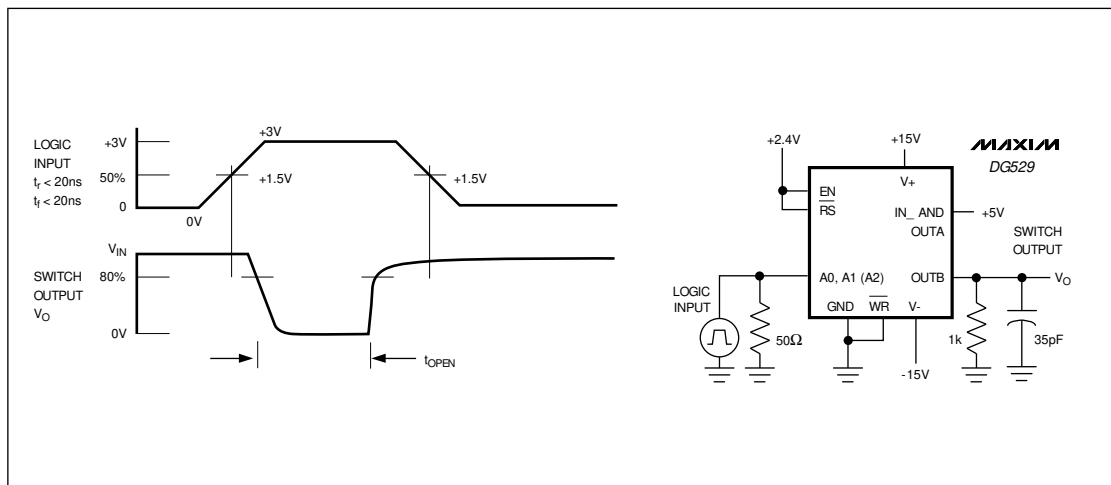 LOGIC
INPUT
tr < 20ns
tf < 20ns
+3V
50%
0
0V
+3V
+1.5V
+1.5V
SWITCH
OUTPUT
VO
VIN
80%
0V
tOPEN
MAXIM
DG529
+2.4V
+15V
V+
EN
RS
IN_ AND
OUTA
+5V
SWITCH
OUTPUT
A0, A1 (A2)
OUTB
VO
LOGIC
INPUT
GND
WR
V-
50Ω
1k
35pF
-15V